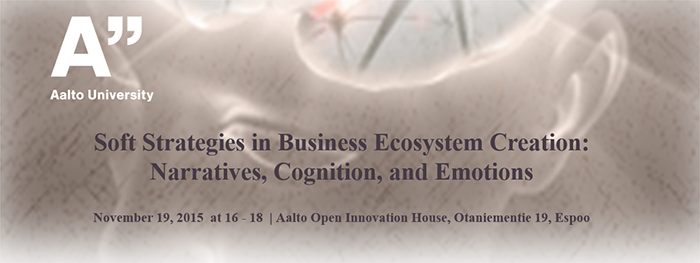 A”
Aalto University
Soft Strategies in Business Ecosystem Creation:
Narratives, Cognition, and Emotions
November 19, 2015 at 16 - 18 | Aalto Open Innovation House, Otaniementie 19, Espoo